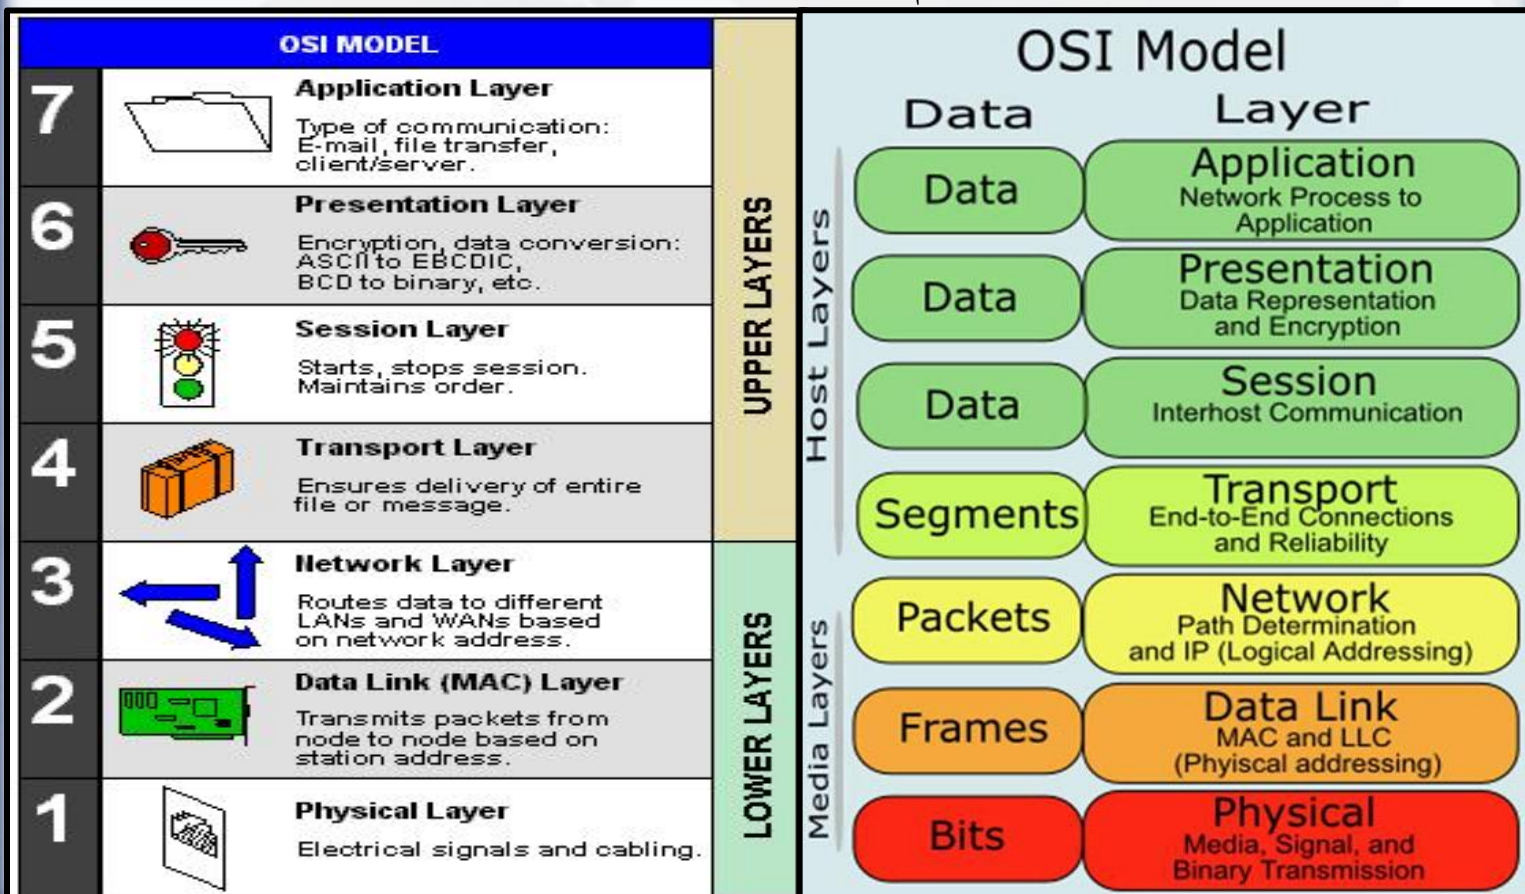 OSI MODEL
7
Application Layer
Type of communication:
E-mail, file transfer,
client/server.
6
Presentation Layer
Encryption, data conversion:
ASCII to EBCDIC,
BCD to binary, etc.
5
Session Layer
Starts, stops session.
Maintains order.
4
Transport Layer
Ensures delivery of entire
file or message.
3
Network Layer
Routes data to different
LANs and WANs based
on network address.
2
Data Link (MAC) Layer
Transmits packets from
node to node based on
station address.
1
Physical Layer
Electrical signals and cabling.
UPPER LAYERS
LOWER LAYERS
OSI Model
Data
Layer
Host Layers
Data
Application
Network Process to
Application
Data
Presentation
Data Representation
and Encryption
Data
Session
Interhost Communication
Segments
Transport
End-to-End Connections
and Reliability
Media Layers
Packets
Network
Path Determination
and IP (Logical Addressing)
Frames
Data Link
MAC and LLC
(Phyiscal addressing)
Bits
Physical
Media, Signal, and
Binary Transmission